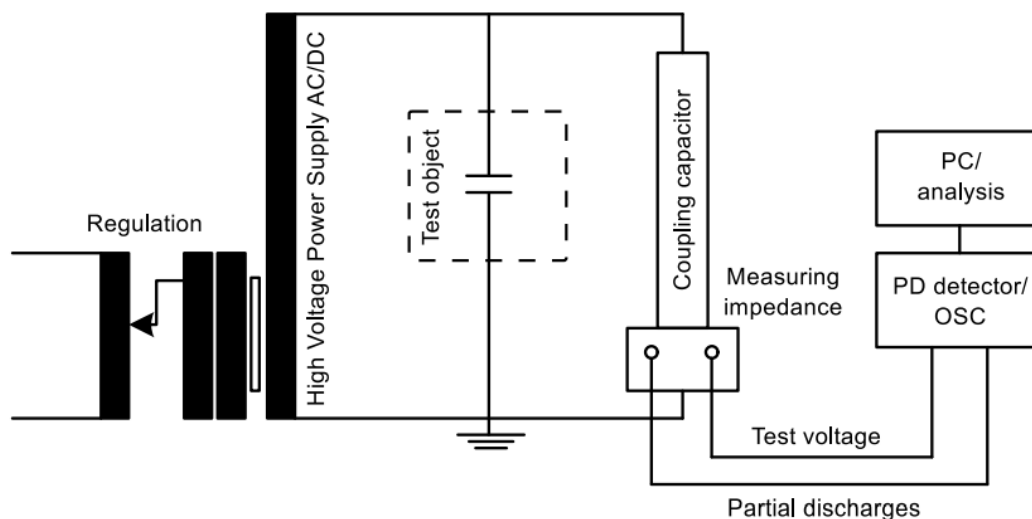 Regulation
High Voltage Power Supply AC/DC
Test object
Coupling capacitor
Measuring
impedance
PC/
analysis
PD detector/
OSC
Test voltage
Partial discharges